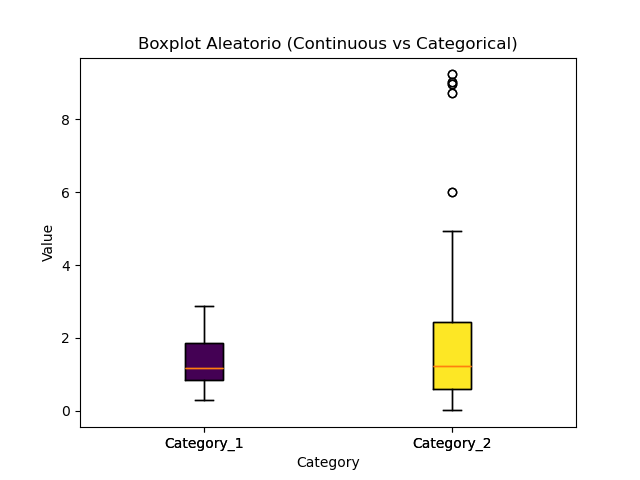 Boxplot Aleatorio (Continuous vs Categorical)
8
6
4
2
0
Value
Category_1
Category_2
Category